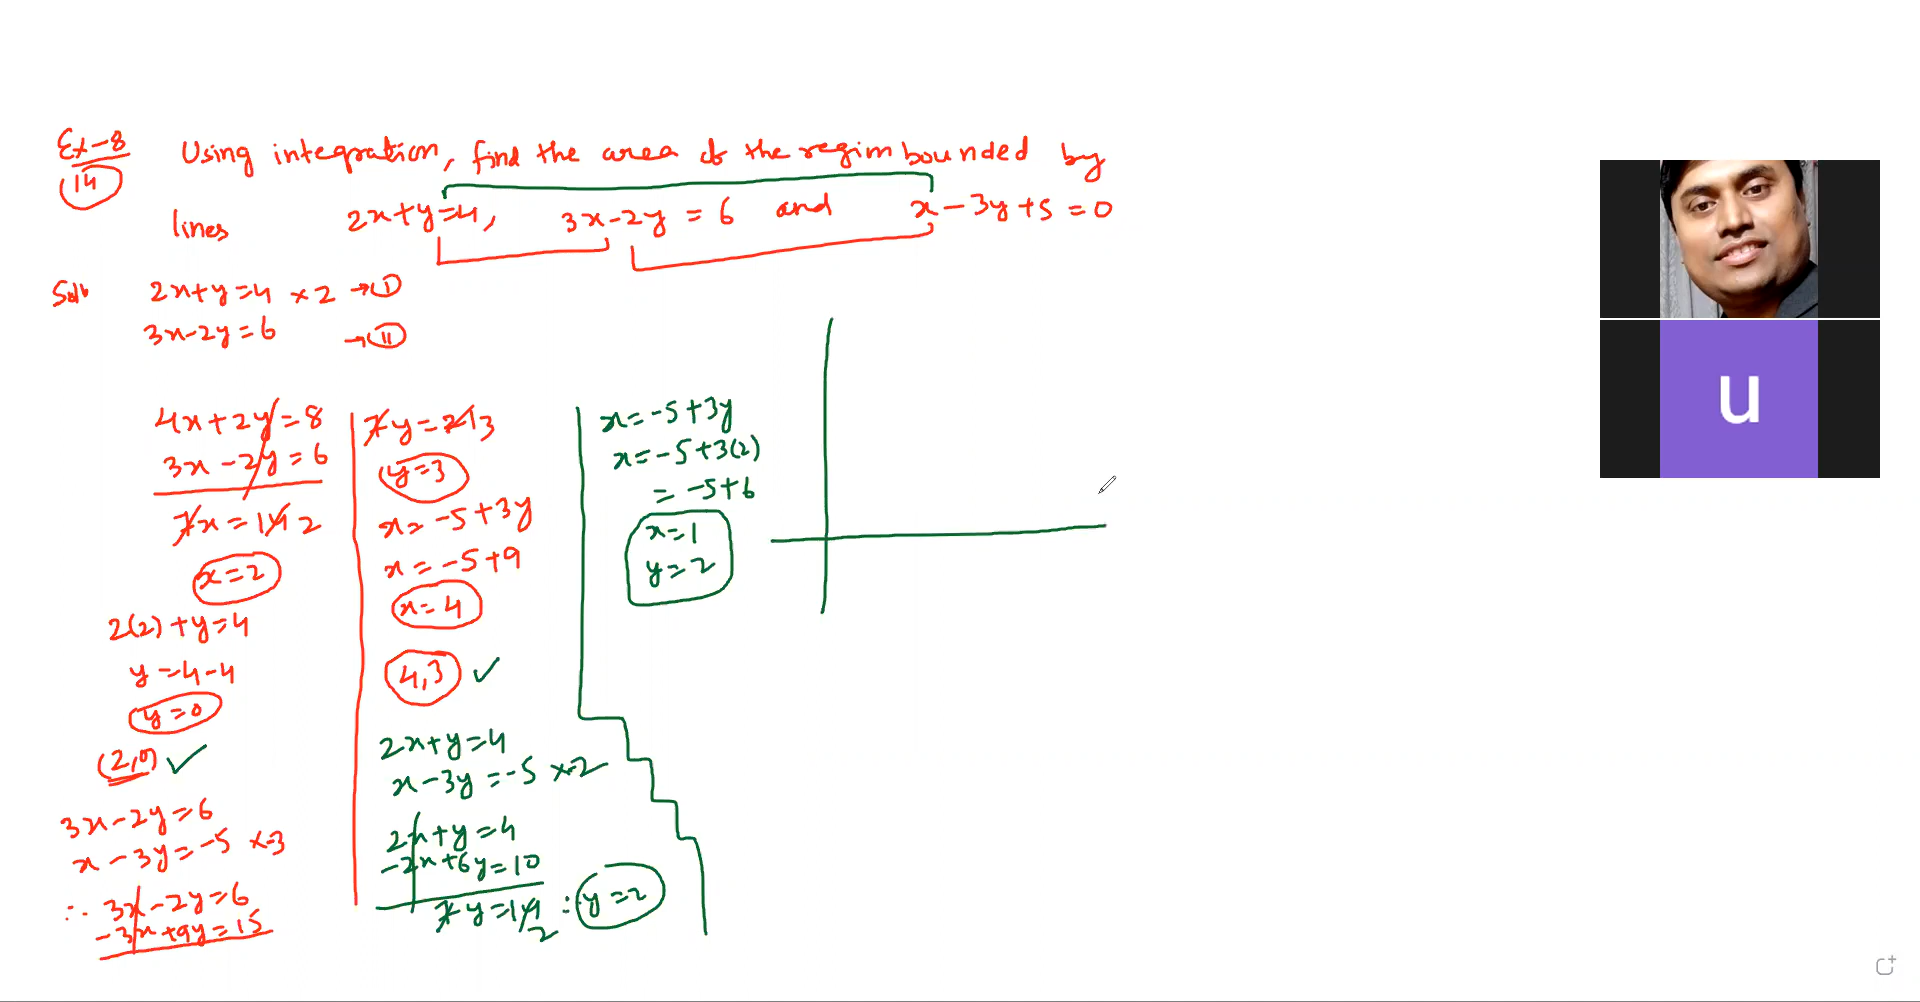 Ex-8
14
Using integration, find the area of the region bounded by
lines 2x+y=4, 3x-2y = 6 and x-3y+5=0
Soln 2x+y=4 ×2 → I
3x-2y=6 → II
4x+2y=8
3x-2y=6
7x=14 2
x=2
2(2)+y=4
y=4-4
y=0
(2,0) ✓
3x-2y=6
x-3y=-5 ×-3
∴ 3x-2y=6
-3x+9y=15
7y=21 3
y=3
x=-5+3y
x=-5+9
x=4
4,3 ✓
2x+y=4
x-3y=-5 ×-2
2x+y=4
-2x+6y=10
7y=14 2 ∴ y=2
x=-5+3y
x=-5+3(2)
=-5+6
x=1
y=2
u